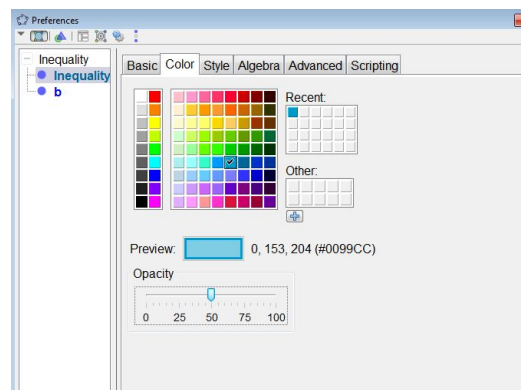 Preferences
Inequality
Inequality
b
Basic Color Style Algebra Advanced Scripting
Recent:
Other:
Preview: 0, 153, 204 (#0099CC)
Opacity
0 25 50 75 100